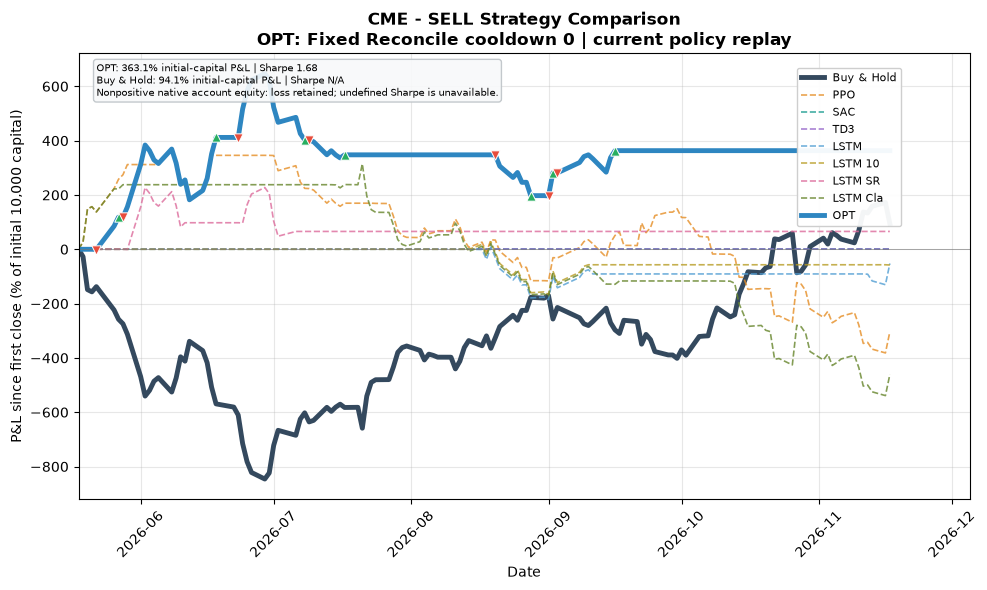 CME - SELL Strategy Comparison
OPT: Fixed Reconcile cooldown 0 | current policy replay
OPT: 363.1% initial-capital P&L | Sharpe 1.68
Buy & Hold: 94.1% initial-capital P&L | Sharpe N/A
Nonpositive native account equity: loss retained; undefined Sharpe is unavailable.
Buy & Hold
PPO
SAC
TD3
LSTM
LSTM 10
LSTM SR
LSTM Cla
OPT
P&L since first close (% of initial 10,000 capital)
600
400
200
0
−200
−400
−600
−800
2026-06
2026-07
2026-08
2026-09
2026-10
2026-11
2026-12
Date